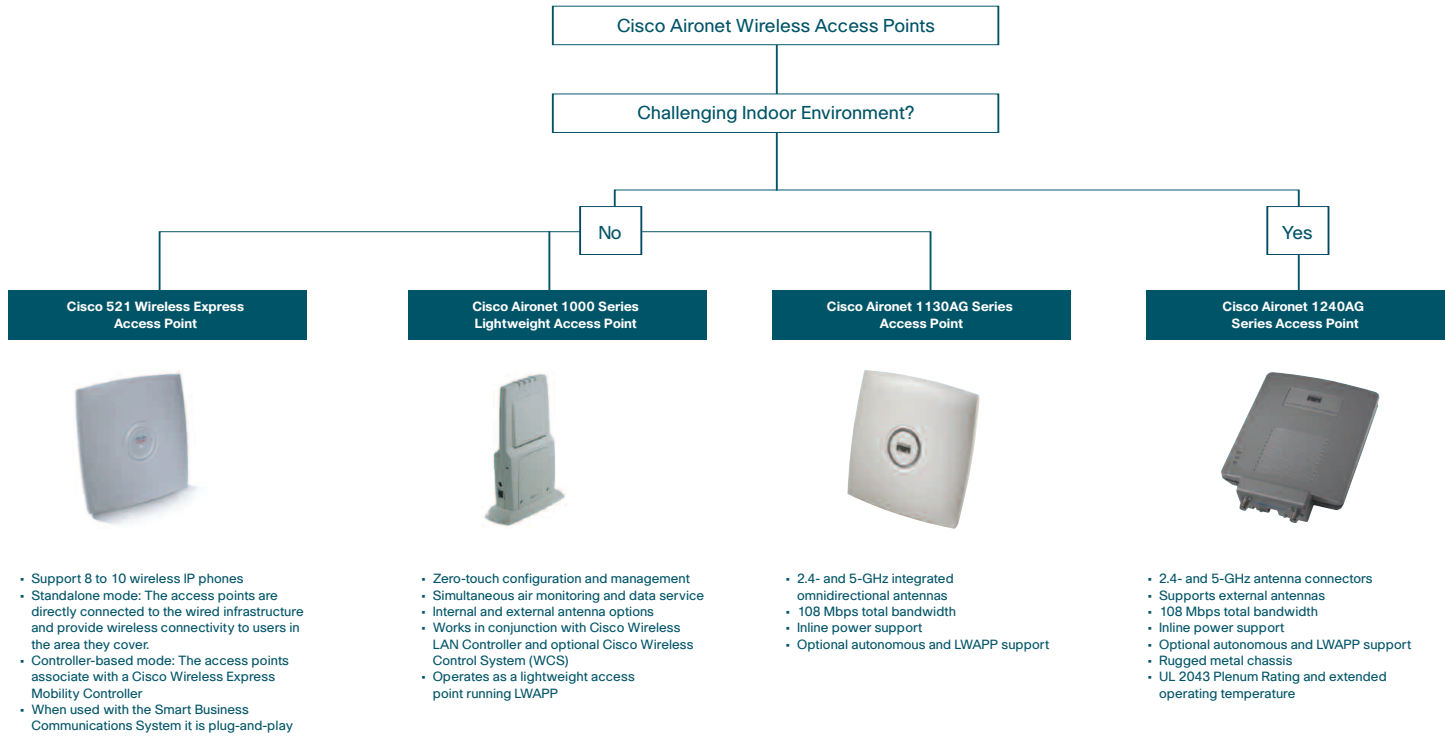 Cisco Aironet Wireless Access Points
Challenging Indoor Environment?
No
Yes
Cisco 521 Wireless Express
Access Point
Cisco Aironet 1000 Series
Lightweight Access Point
Cisco Aironet 1130AG Series
Access Point
Cisco Aironet 1240AG
Series Access Point
• Support 8 to 10 wireless IP phones
• Standalone mode: The access points are
directly connected to the wired infrastructure
and provide wireless connectivity to users in
the area they cover.
• Controller-based mode: The access points
associate with a Cisco Wireless Express
Mobility Controller
• When used with the Smart Business
Communications System it is plug-and-play
• Zero-touch configuration and management
• Simultaneous air monitoring and data service
• Internal and external antenna options
• Works in conjunction with Cisco Wireless
LAN Controller and optional Cisco Wireless
Control System (WCS)
• Operates as a lightweight access
point running LWAPP
• 2.4- and 5-GHz integrated
omnidirectional antennas
• 108 Mbps total bandwidth
• Inline power support
• Optional autonomous and LWAPP support
• 2.4- and 5-GHz antenna connectors
• Supports external antennas
• 108 Mbps total bandwidth
• Inline power support
• Optional autonomous and LWAPP support
• Rugged metal chassis
• UL 2043 Plenum Rating and extended
operating temperature